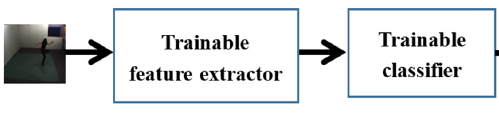 Trainable
feature extractor
Trainable
classifier